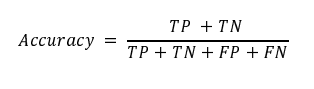 Accuracy = TP + TN / TP + TN + FP + FN